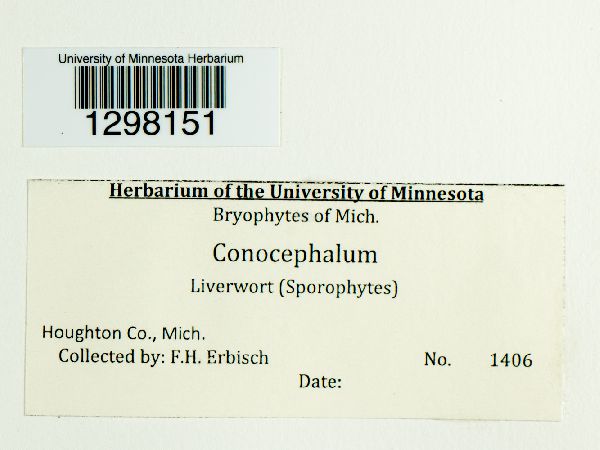 University of Minnesota Herbarium
1298151
Herbarium of the University of Minnesota
Bryophytes of Mich.
Conocephalum
Liverwort (Sporophytes)
Houghton Co., Mich.
Collected by: F.H. Erbisch No. 1406
Date: